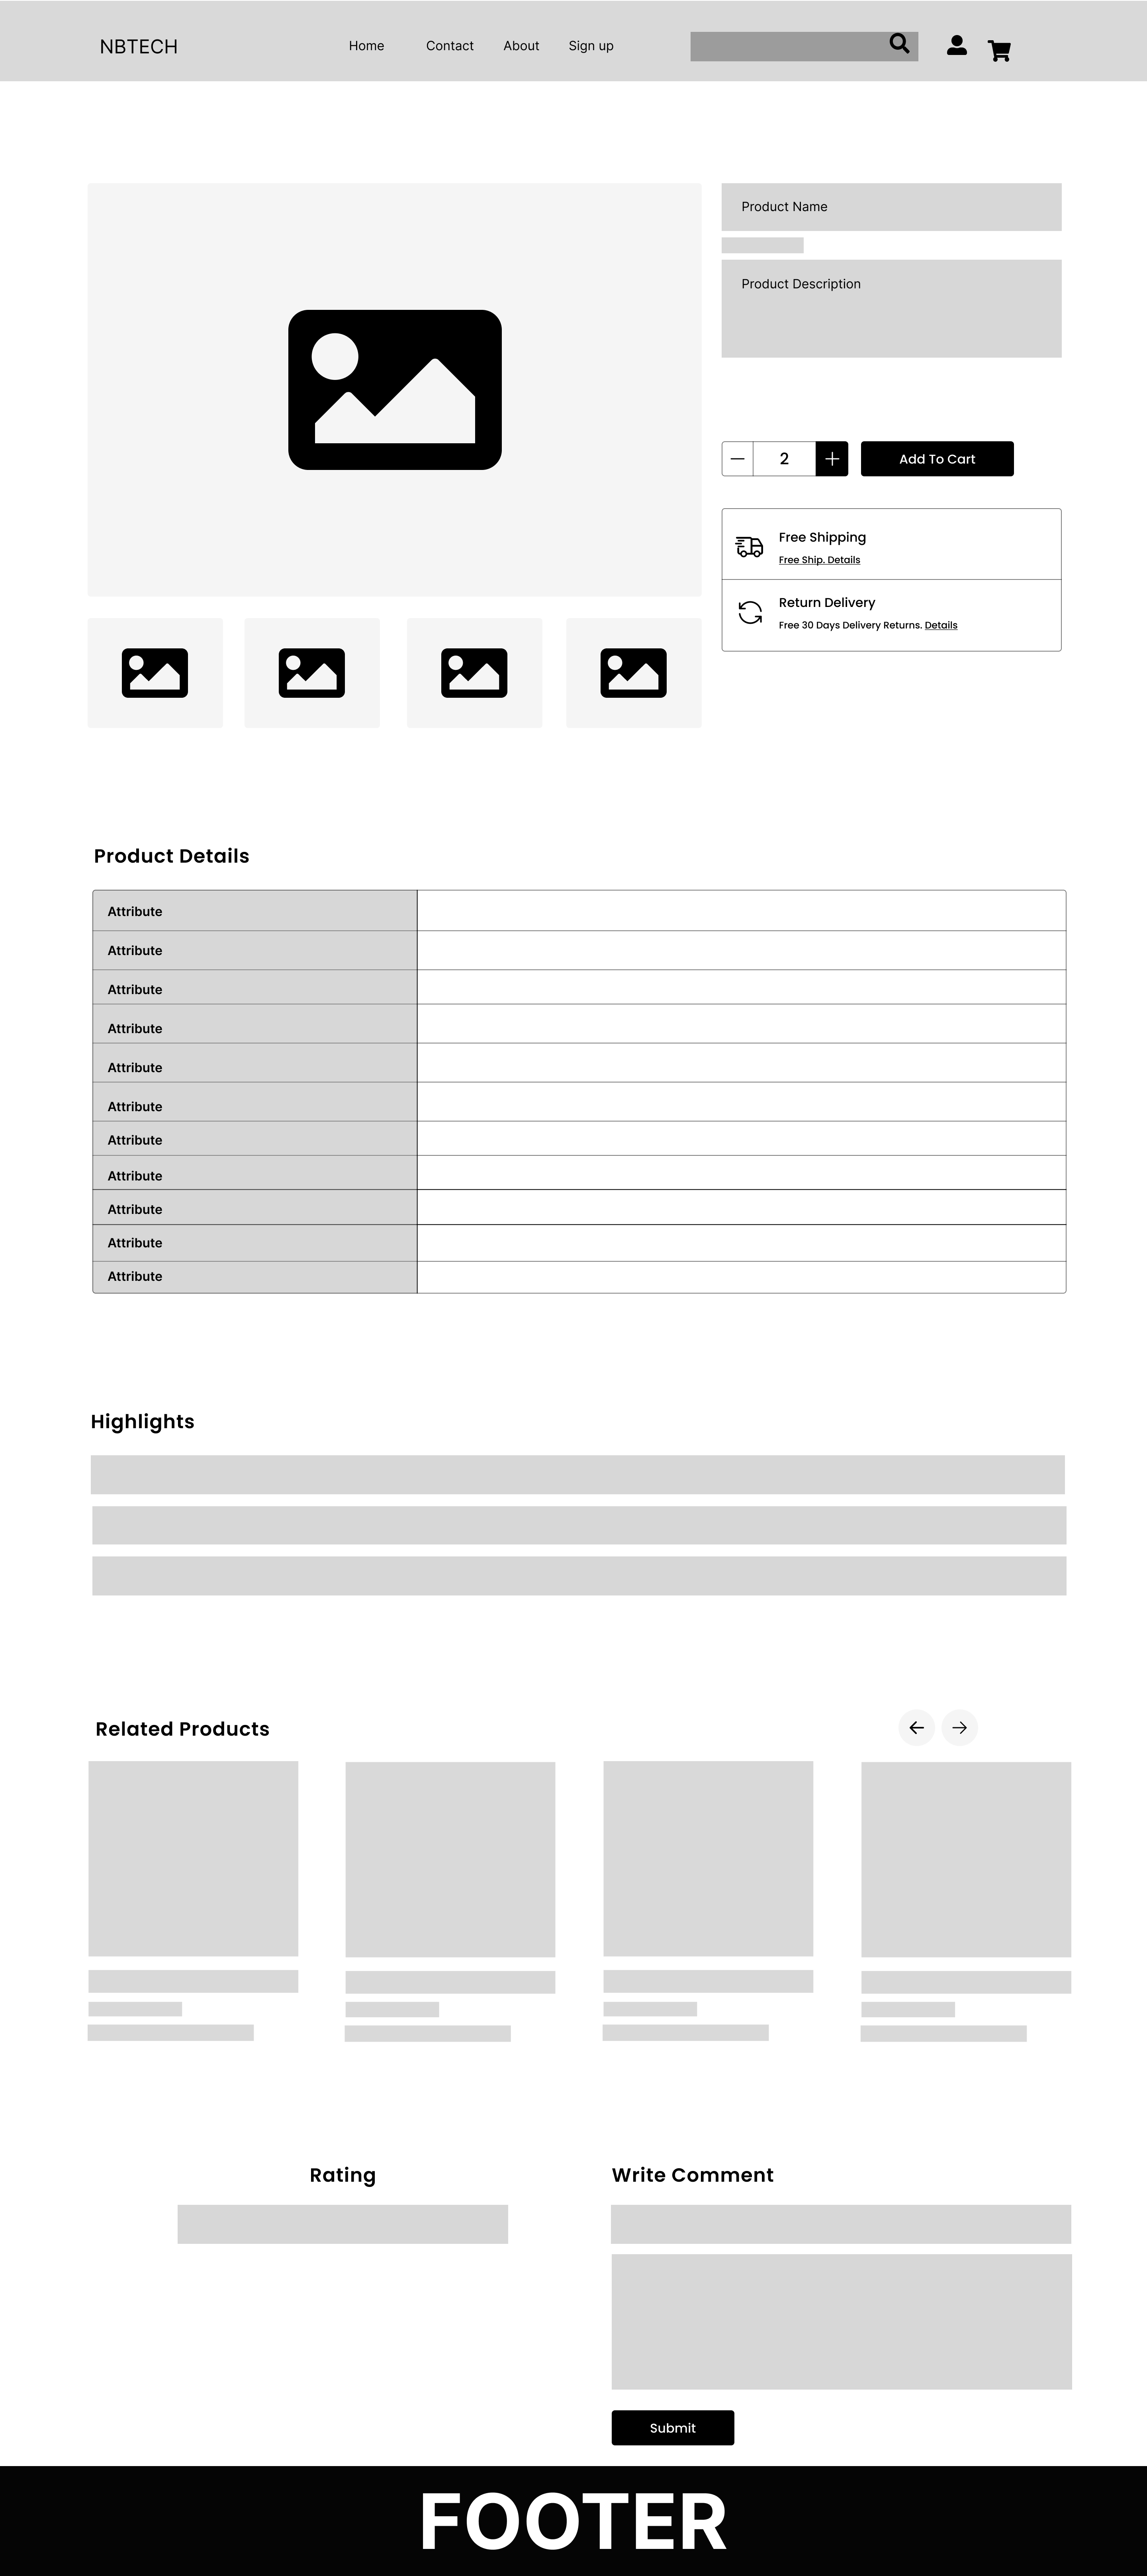 NBTECH
Home
Contact
About
Sign up
Product Name
Product Description
2
Add To Cart
Free Shipping
Free Ship. Details
Return Delivery
Free 30 Days Delivery Returns. Details
Product Details
Attribute
Attribute
Attribute
Attribute
Attribute
Attribute
Attribute
Attribute
Attribute
Attribute
Attribute
Highlights
Related Products
Rating
Write Comment
Submit
FOOTER